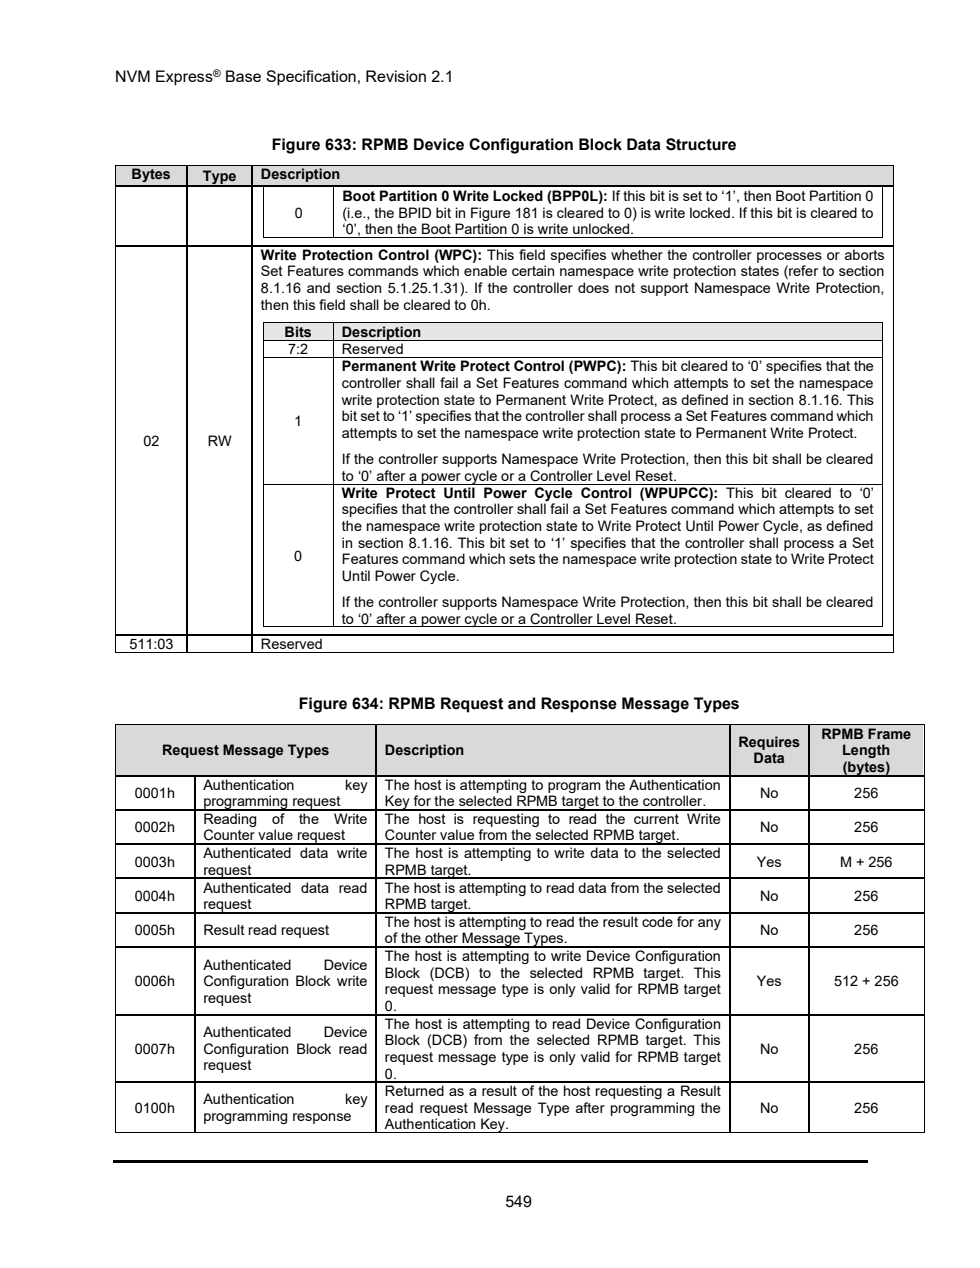 NVM Express® Base Specification, Revision 2.1
Figure 633: RPMB Device Configuration Block Data Structure
Bytes Type Description
0
Boot Partition 0 Write Locked (BPP0L): If this bit is set to ‘1’, then Boot Partition 0
(i.e., the BPID bit in Figure 181 is cleared to 0) is write locked. If this bit is cleared to
‘0’, then the Boot Partition 0 is write unlocked.
02
RW
Write Protection Control (WPC): This field specifies whether the controller processes or aborts
Set Features commands which enable certain namespace write protection states (refer to section
8.1.16 and section 5.1.25.1.31). If the controller does not support Namespace Write Protection,
then this field shall be cleared to 0h.
Bits Description
7:2 Reserved
1
Permanent Write Protect Control (PWPC): This bit cleared to ‘0’ specifies that the
controller shall fail a Set Features command which attempts to set the namespace
write protection state to Permanent Write Protect, as defined in section 8.1.16. This
bit set to ‘1’ specifies that the controller shall process a Set Features command which
attempts to set the namespace write protection state to Permanent Write Protect.
If the controller supports Namespace Write Protection, then this bit shall be cleared
to ‘0’ after a power cycle or a Controller Level Reset.
0
Write Protect Until Power Cycle Control (WPUPCC): This bit cleared to ‘0’
specifies that the controller shall fail a Set Features command which attempts to set
the namespace write protection state to Write Protect Until Power Cycle, as defined
in section 8.1.16. This bit set to ‘1’ specifies that the controller shall process a Set
Features command which sets the namespace write protection state to Write Protect
Until Power Cycle.
If the controller supports Namespace Write Protection, then this bit shall be cleared
to ‘0’ after a power cycle or a Controller Level Reset.
511:03 Reserved
Figure 634: RPMB Request and Response Message Types
Request Message Types
Description
Requires
Data
RPMB Frame
Length
(bytes)
0001h
Authentication key
programming request
The host is attempting to program the Authentication
Key for the selected RPMB target to the controller.
No
256
0002h
Reading of the Write
Counter value request
The host is requesting to read the current Write
Counter value from the selected RPMB target.
No
256
0003h
Authenticated data write
request
The host is attempting to write data to the selected
RPMB target.
Yes
M + 256
0004h
Authenticated data read
request
The host is attempting to read data from the selected
RPMB target.
No
256
0005h
Result read request
The host is attempting to read the result code for any
of the other Message Types.
No
256
0006h
Authenticated Device
Configuration Block write
request
The host is attempting to write Device Configuration
Block (DCB) to the selected RPMB target. This
request message type is only valid for RPMB target
0.
Yes
512 + 256
0007h
Authenticated Device
Configuration Block read
request
The host is attempting to read Device Configuration
Block (DCB) from the selected RPMB target. This
request message type is only valid for RPMB target
0.
No
256
0100h
Authentication key
programming response
Returned as a result of the host requesting a Result
read request Message Type after programming the
Authentication Key.
No
256
549